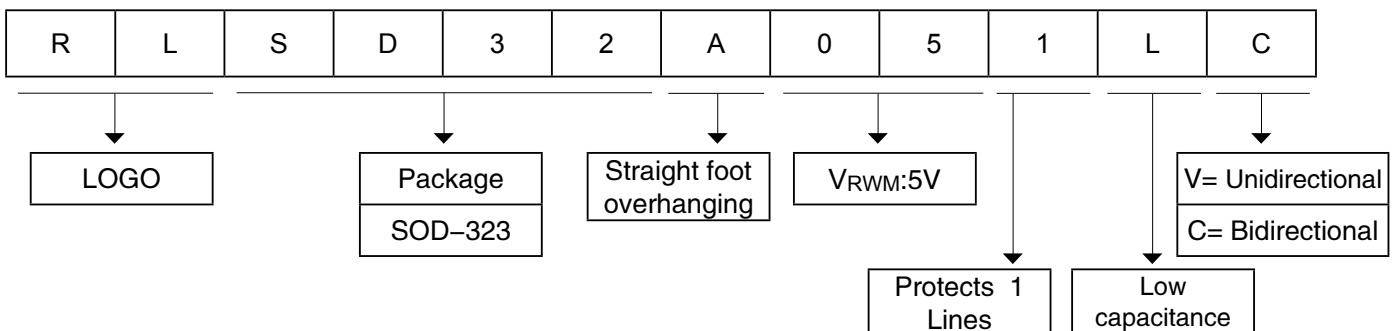 R L S D 3 2 A 0 5 1 L C
LOGO
Package
SOD–323
Straight foot
overhanging
VRWM:5V
V= Unidirectional
C= Bidirectional
Protects 1
Lines
Low
capacitance